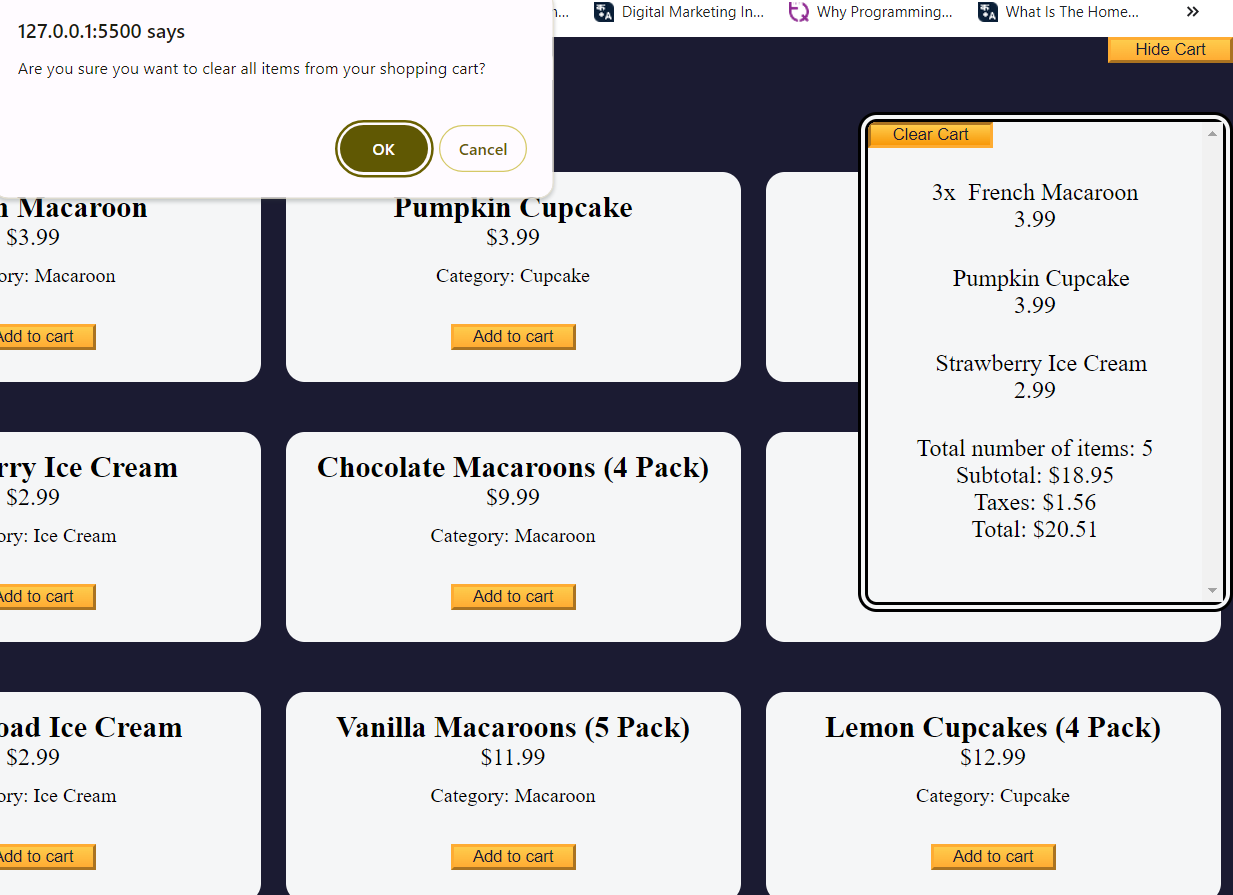 127.0.0.1:5500 says
Are you sure you want to clear all items from your shopping cart?
OK
Cancel
Digital Marketing In...
Why Programming...
What Is The Home...
Hide Cart
Clear Cart
3x French Macaroon
3.99
Pumpkin Cupcake
3.99
Strawberry Ice Cream
2.99
Total number of items: 5
Subtotal: $18.95
Taxes: $1.56
Total: $20.51
Macaroon
$3.99
Macaroon
Add to cart
Pumpkin Cupcake
$3.99
Category: Cupcake
Add to cart
Ice Cream
$2.99
Ice Cream
Add to cart
Chocolate Macaroons (4 Pack)
$9.99
Category: Macaroon
Add to cart
Ice Cream
$2.99
Ice Cream
Add to cart
Vanilla Macaroons (5 Pack)
$11.99
Category: Macaroon
Add to cart
Lemon Cupcakes (4 Pack)
$12.99
Category: Cupcake
Add to cart